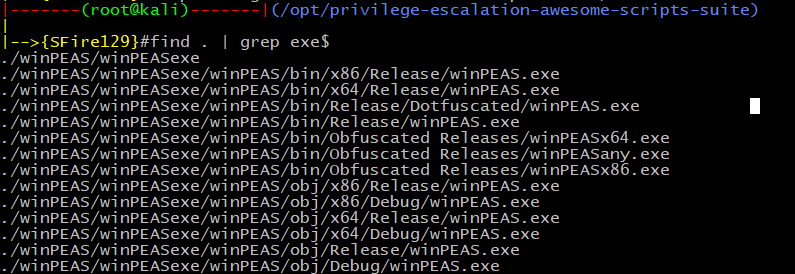 |-------(root@kali)-------|(/opt/privilege-escalation-awesome-scripts-suite)
|
|-->{SFire129}#find . | grep exe$
./winPEAS/winPEASexe
./winPEAS/winPEASexe/winPEAS/bin/x86/Release/winPEAS.exe
./winPEAS/winPEASexe/winPEAS/bin/x64/Release/winPEAS.exe
./winPEAS/winPEASexe/winPEAS/bin/Release/Dotfuscated/winPEAS.exe
./winPEAS/winPEASexe/winPEAS/bin/Release/winPEAS.exe
./winPEAS/winPEASexe/winPEAS/bin/Obfuscated Releases/winPEASx64.exe
./winPEAS/winPEASexe/winPEAS/bin/Obfuscated Releases/winPEASany.exe
./winPEAS/winPEASexe/winPEAS/bin/Obfuscated Releases/winPEASx86.exe
./winPEAS/winPEASexe/winPEAS/obj/x86/Release/winPEAS.exe
./winPEAS/winPEASexe/winPEAS/obj/x86/Debug/winPEAS.exe
./winPEAS/winPEASexe/winPEAS/obj/x64/Release/winPEAS.exe
./winPEAS/winPEASexe/winPEAS/obj/x64/Debug/winPEAS.exe
./winPEAS/winPEASexe/winPEAS/obj/Release/winPEAS.exe
./winPEAS/winPEASexe/winPEAS/obj/Debug/winPEAS.exe